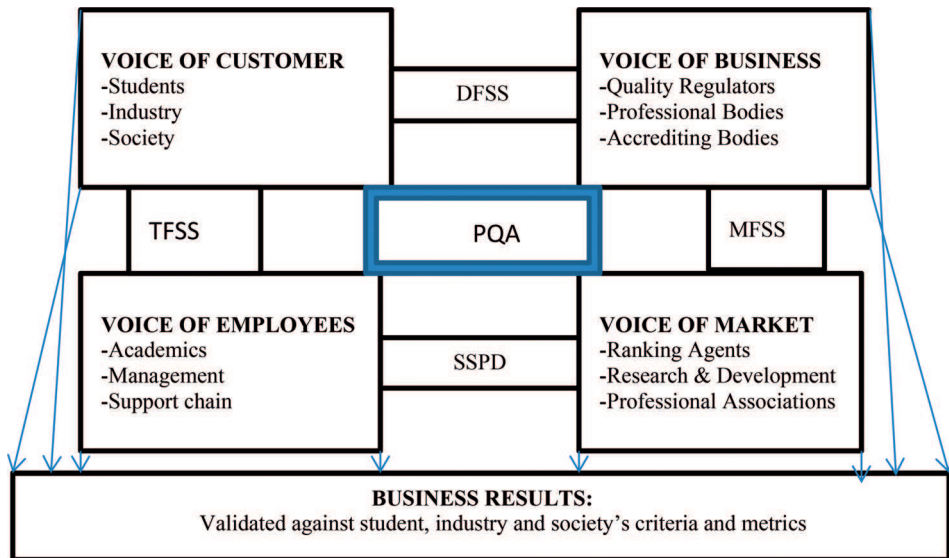 VOICE OF CUSTOMER
-Students
-Industry
-Society
DFSS
VOICE OF BUSINESS
-Quality Regulators
-Professional Bodies
-Accrediting Bodies
TFSS
PQA
MFSS
VOICE OF EMPLOYEES
-Academics
-Management
-Support chain
SSPD
VOICE OF MARKET
-Ranking Agents
-Research & Development
-Professional Associations
BUSINESS RESULTS:
Validated against student, industry and society’s criteria and metrics